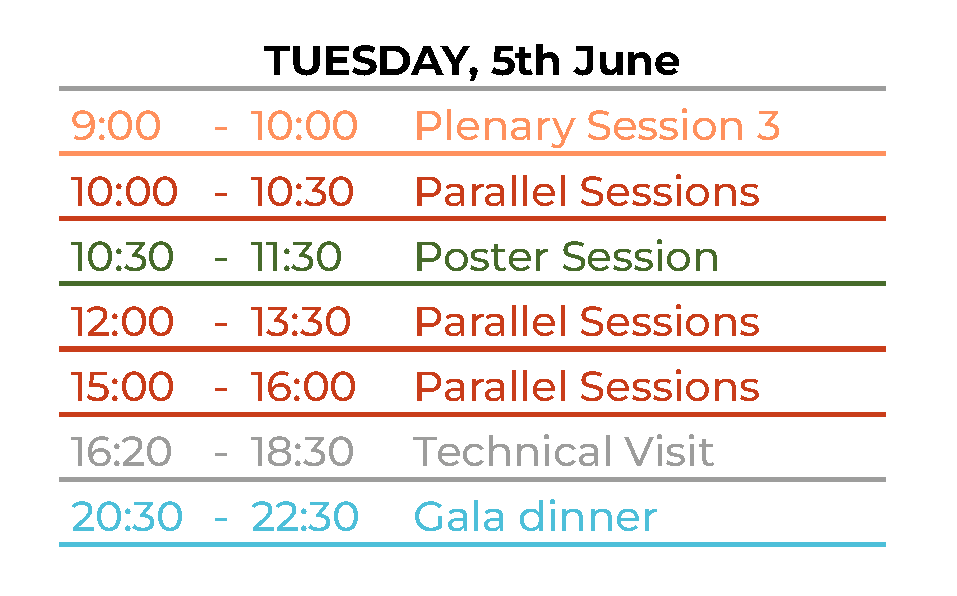 TUESDAY, 5th June
9:00 - 10:00 Plenary Session 3
10:00 - 10:30 Parallel Sessions
10:30 - 11:30 Poster Session
12:00 - 13:30 Parallel Sessions
15:00 - 16:00 Parallel Sessions
16:20 - 18:30 Technical Visit
20:30 - 22:30 Gala dinner